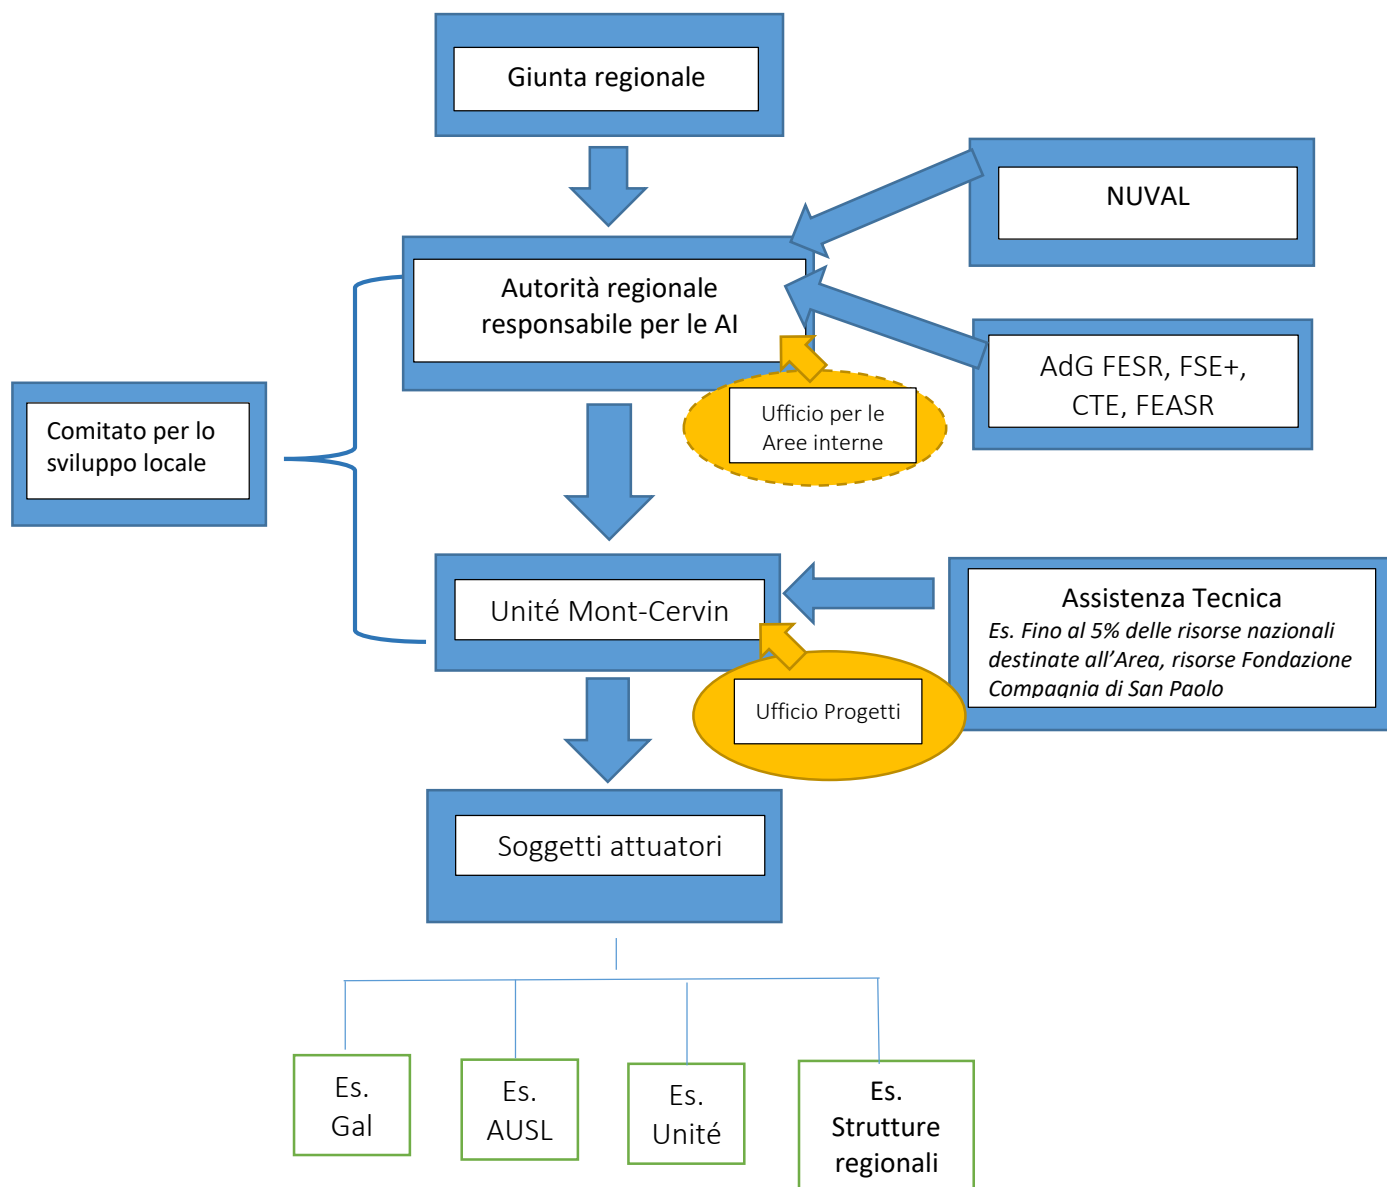 Giunta regionale
NUVAL
Autorità regionale
responsabile per le AI
AdG FESR, FSE+,
CTE, FEASR
Ufficio per le
Aree interne
Comitato per lo
sviluppo locale
Unité Mont-Cervin
Assistenza Tecnica
Es. Fino al 5% delle risorse nazionali
destinate all’Area, risorse Fondazione
Compagnia di San Paolo
Ufficio Progetti
Soggetti attuatori
Es.
Gal
Es.
AUSL
Es.
Unité
Es.
Strutture
regionali